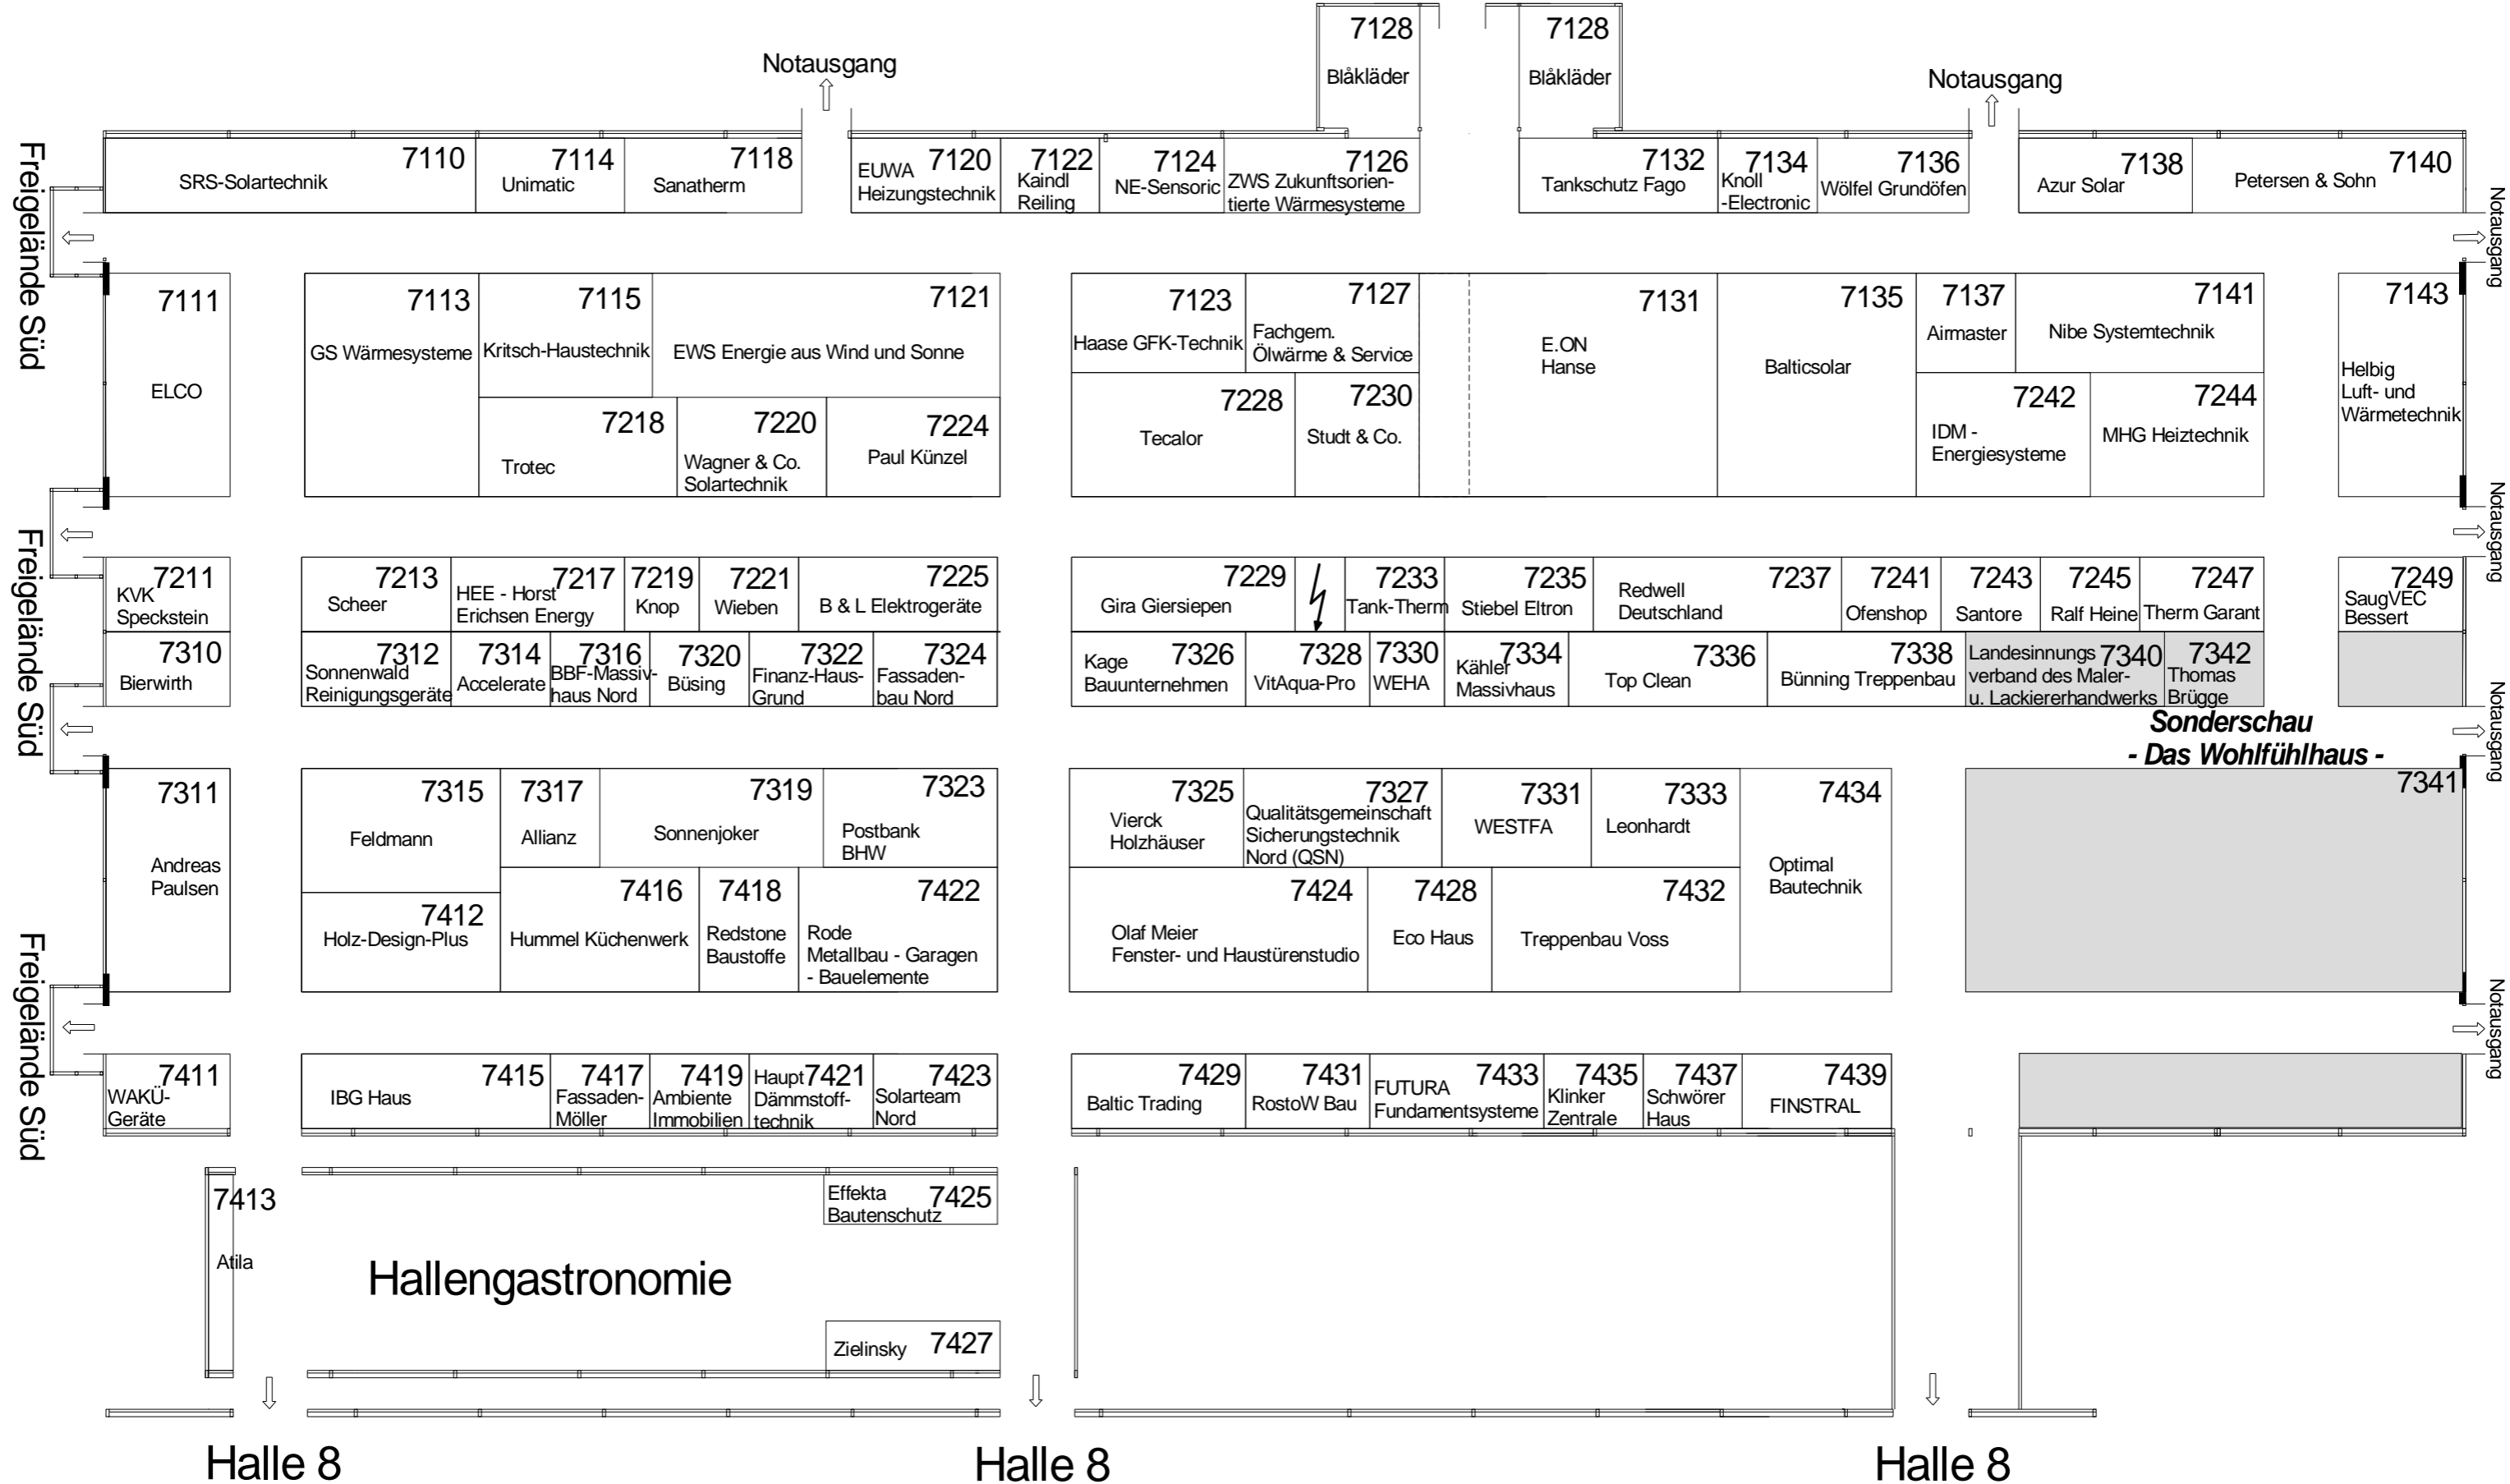 7128
Blåkläder
7128
Blåkläder
Notausgang
Notausgang
Freigelände Süd
7110
SRS-Solartechnik
7114
Unimatic
7118
Sanatherm
EUWA 7120
Heizungstechnik
7122
Kaindl
Reiling
7124
NE-Sensoric
7126
ZWS Zukunftsorien-
tierte Wärmesysteme
7132
Tankschutz Fago
7134
Knoll
-Electronic
7136
Wölfel Grundöfen
7138
Azur Solar
7140
Petersen & Sohn
Notausgang
7111
ELCO
7113
GS Wärmesysteme
7115
Kritsch-Haustechnik
7121
EWS Energie aus Wind und Sonne
7218
Trotec
7220
Wagner & Co.
Solartechnik
7224
Paul Künzel
7123
Haase GFK-Technik
7127
Fachgem.
Ölwärme & Service
7228
Tecalor
7230
Studt & Co.
7131
E.ON
Hanse
7135
Balticsolar
7137
Airmaster
7141
Nibe Systemtechnik
7242
IDM -
Energiesysteme
7244
MHG Heiztechnik
7143
Helbig
Luft- und
Wärmetechnik
Notausgang
Freigelände Süd
7211
KVK
Speckstein
7310
Bierwirth
7213
Scheer
7217
HEE - Horst
Erichsen Energy
7219
Knop
7221
Wieben
7225
B & L Elektrogeräte
7312
Sonnenwald
Reinigungsgeräte
7314
Accelerate
7316
BBF-Massiv-
haus Nord
7320
Büsing
7322
Finanz-Haus-
Grund
7324
Fassaden-
bau Nord
7229
Gira Giersiepen
7233
Tank-Therm
7235
Stiebel Eltron
7237
Redwell
Deutschland
7241
Ofenshop
7243
Santore
7245
Ralf Heine
7247
Therm Garant
7249
SaugVEC
Bessert
7326
Kage
Bauunternehmen
7328
VitAqua-Pro
7330
WEHA
7334
Kähler
Massivhaus
7336
Top Clean
7338
Bünning Treppenbau
Landesinnungs 7340
verband des Maler-
u. Lackiererhandwerks
7342
Thomas
Brügge
Notausgang
Sonderschau
- Das Wohlfühlhaus -
7341
7311
Andreas
Paulsen
7315
Feldmann
7317
Allianz
7319
Sonnenjoker
7323
Postbank
BHW
7412
Holz-Design-Plus
7416
Hummel Küchenwerk
7418
Redstone
Baustoffe
7422
Rode
Metallbau - Garagen
- Bauelemente
7325
Vierck
Holzhäuser
7327
Qualitätsgemeinschaft
Sicherungstechnik
Nord (QSN)
7331
WESTFA
7333
Leonhardt
7434
Optimal
Bautechnik
7424
Olaf Meier
Fenster- und Haustürenstudio
7428
Eco Haus
7432
Treppenbau Voss
Freigelände Süd
Notausgang
7411
WAKÜ-
Geräte
7415
IBG Haus
7417
Fassaden-
Möller
7419
Ambiente
Immobilien
Haupt 7421
Dämmstoff-
technik
7423
Solarteam
Nord
7429
Baltic Trading
7431
RostoW Bau
7433
FUTURA
Fundamentsysteme
7435
Klinker
Zentrale
7437
Schwörer
Haus
7439
FINSTRAL
7413
Atila
Effekta 7425
Bautenschutz
Hallengastronomie
Zielinsky 7427
Halle 8
Halle 8
Halle 8